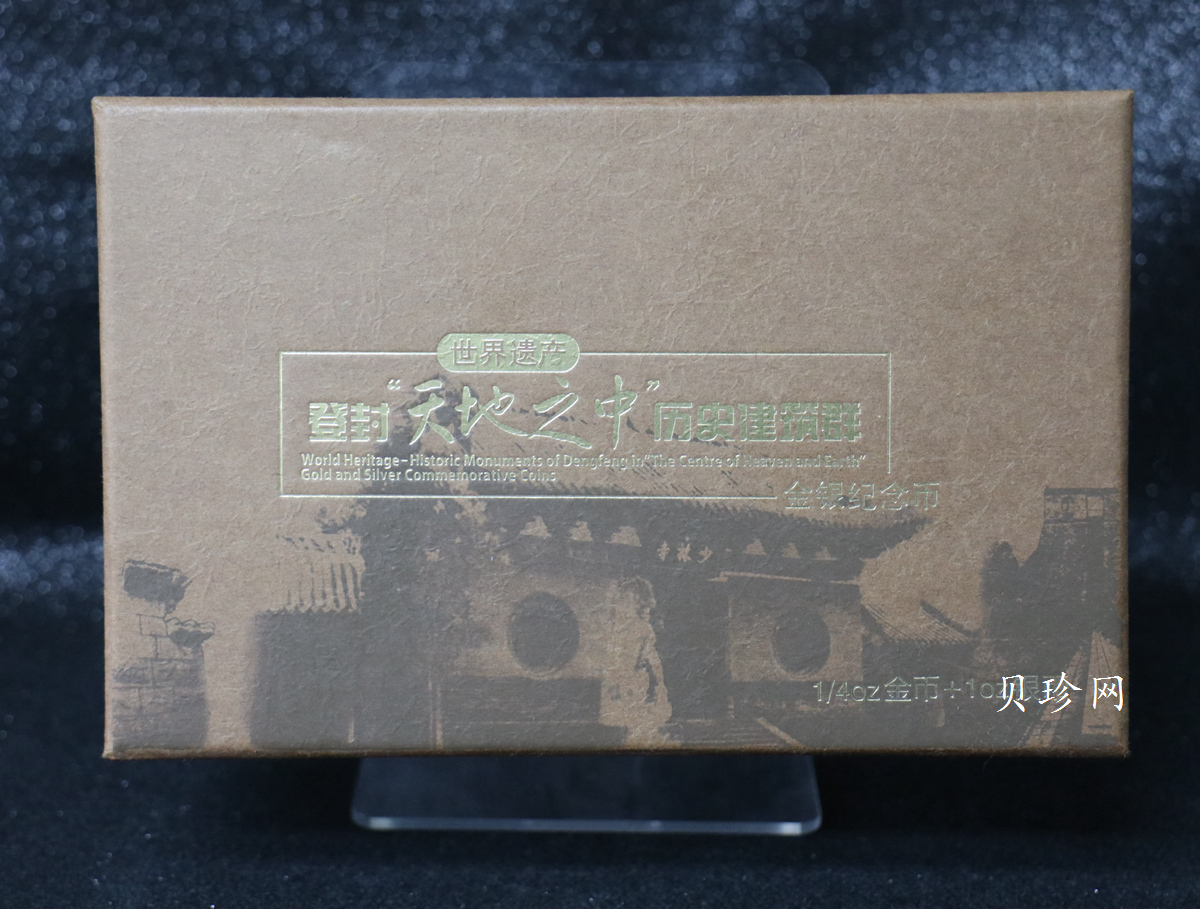 世界遗产
登封“天地之中”历史建筑群
World Heritage-Historic Monuments of Dengfeng in"The Centre of Heaven and Earth"
Gold and Silver Commemorative Coins
金银纪念币
寺林少
1/4oz金币+1oz银
贝珍网